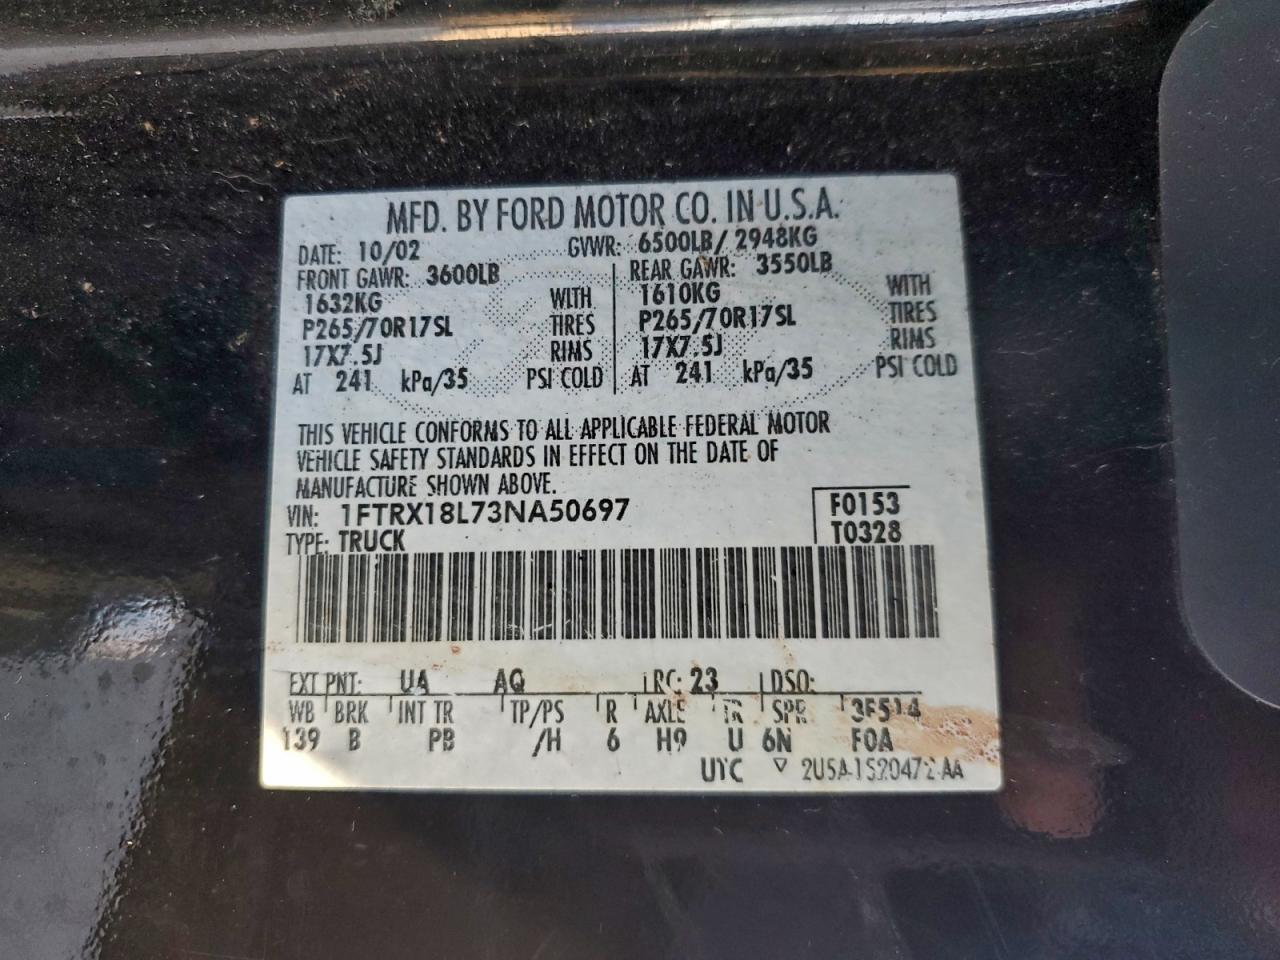 MFD. BY FORD MOTOR CO. IN U.S.A.
DATE: 10/02 GVWR: 6500LB/ 2948KG
FRONT GAWR: 3600LB REAR GAWR: 3550LB
1632KG WITH 1610KG WITH
P265/70R17SL TIRES P265/70R17SL TIRES
17X7.5J RIMS 17X7.5J RIMS
AT 241 kPa/35 PSI COLD AT 241 kPa/35 PSI COLD
THIS VEHICLE CONFORMS TO ALL APPLICABLE FEDERAL MOTOR
VEHICLE SAFETY STANDARDS IN EFFECT ON THE DATE OF
MANUFACTURE SHOWN ABOVE.
VIN: 1FTRX18L73NA50697 F0153
TYPE: TRUCK T0328
EXT PNT: UA AQ RC: 23 DSO:
WB BRK INT TR TP/PS R AXLE TR SPR 3F514
139 B PB /H 6 H9 U 6N F0A
UTC ▽ 2U5A-1520472-AA